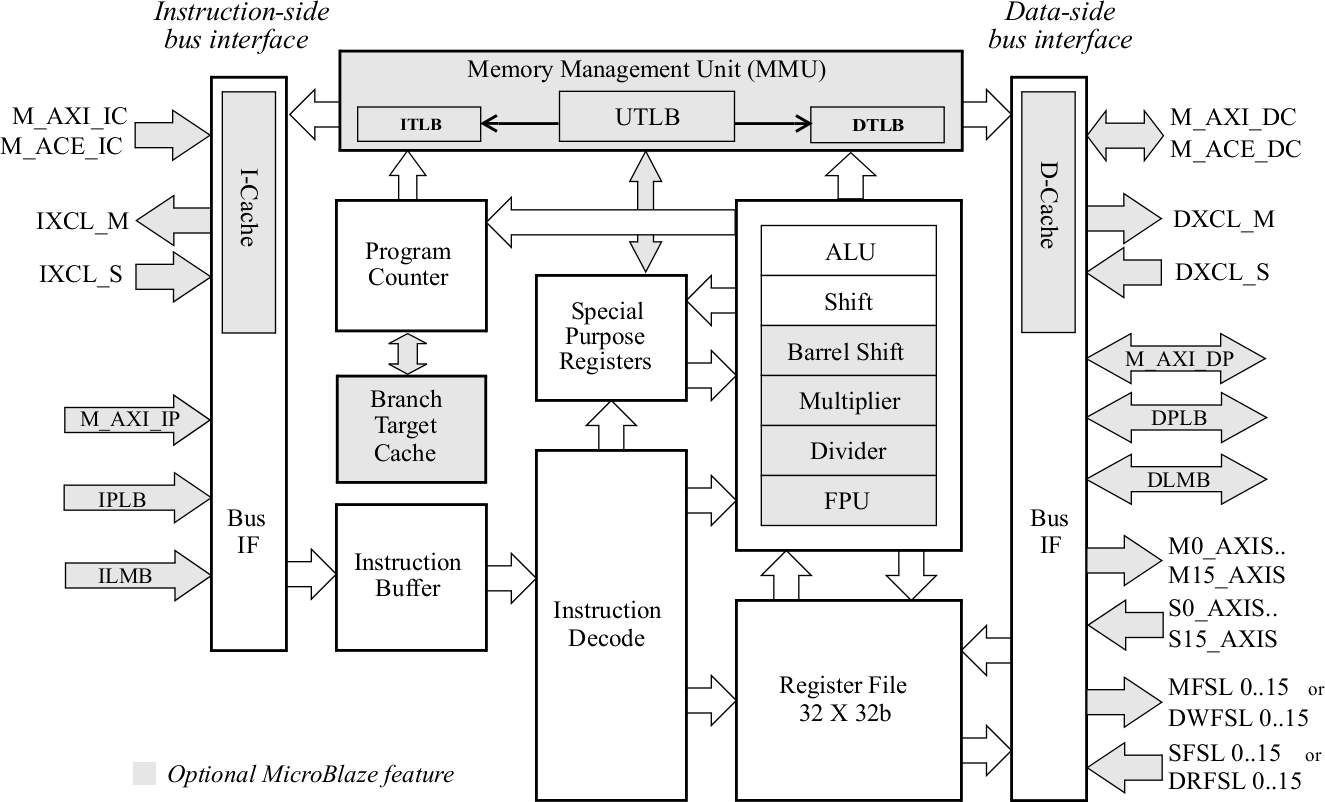 Instruction-side
bus interface
Data-side
bus interface
Memory Management Unit (MMU)
ITLB
UTLB
DTLB
M_AXI_IC
M_ACE_IC
IXCL_M
IXCL_S
M_AXI_IP
IPLB
ILMB
I-Cache
Bus
IF
Program
Counter
Branch
Target
Cache
Instruction
Buffer
Special
Purpose
Registers
Instruction
Decode
ALU
Shift
Barrel Shift
Multiplier
Divider
FPU
Register File
32 X 32b
D-Cache
Bus
IF
M_AXI_DC
M_ACE_DC
DXCL_M
DXCL_S
M_AXI_DP
DPLB
DLMB
M0_AXIS..
M15_AXIS
S0_AXIS..
S15_AXIS
MFSL 0..15 or
DWFSL 0..15
SFSL 0..15 or
DRFSL 0..15
Optional MicroBlaze feature